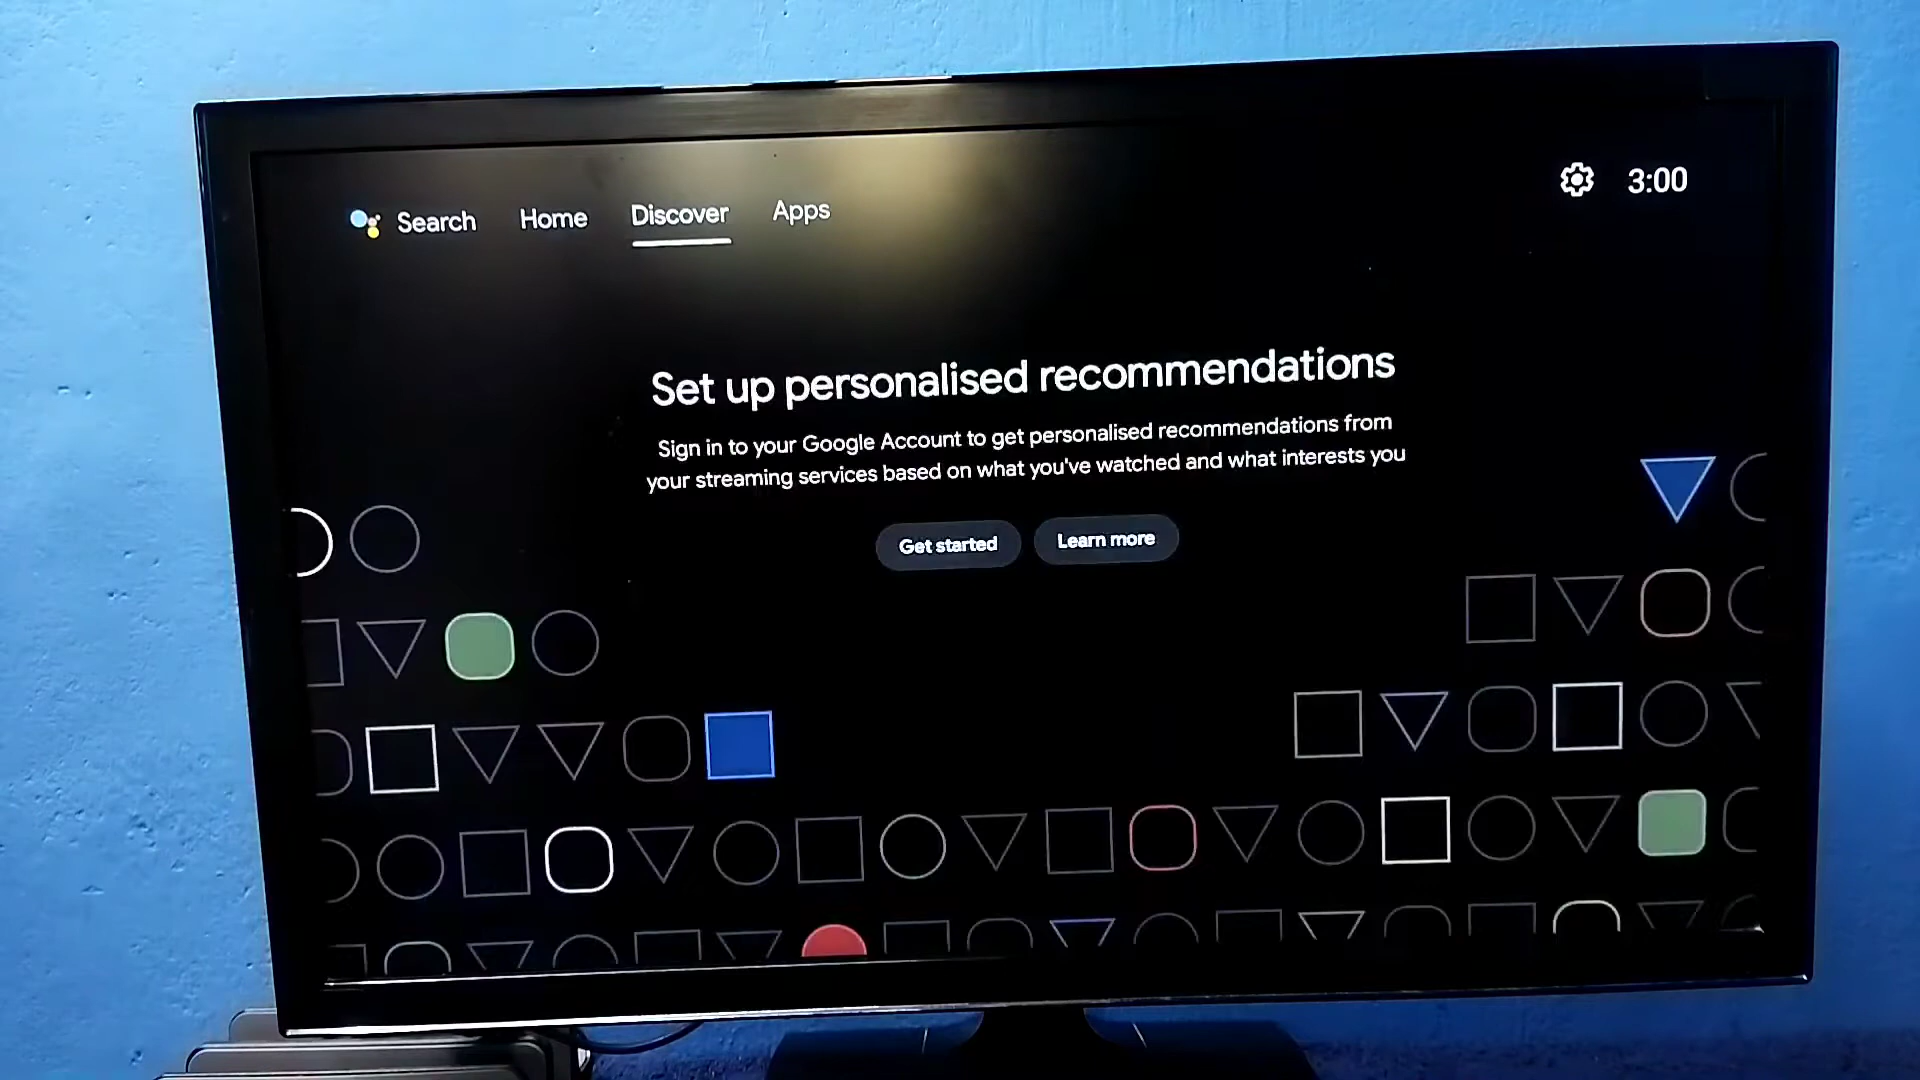 Search Home Discover Apps 3:00
Set up personalised recommendations
Sign in to your Google Account to get personalised recommendations from
your streaming services based on what you've watched and what interests you
Get started Learn more